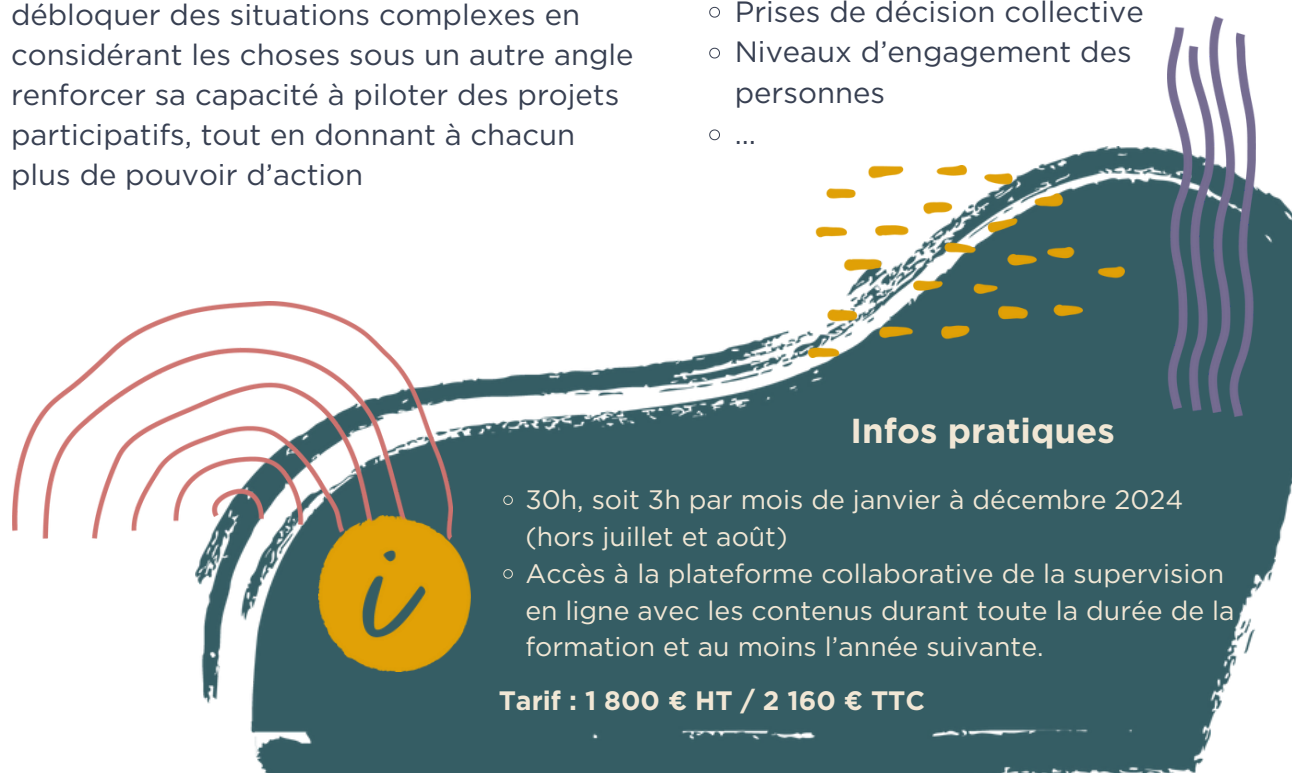 débloquer des situations complexes en
considérant les choses sous un autre angle
renforcer sa capacité à piloter des projets
participatifs, tout en donnant à chacun
plus de pouvoir d’action
◦ Prises de décision collective
◦ Niveaux d’engagement des
personnes
◦ ...
Infos pratiques
i
◦ 30h, soit 3h par mois de janvier à décembre 2024
(hors juillet et août)
◦ Accès à la plateforme collaborative de la supervision
en ligne avec les contenus durant toute la durée de la
formation et au moins l’année suivante.
Tarif : 1 800 € HT / 2 160 € TTC